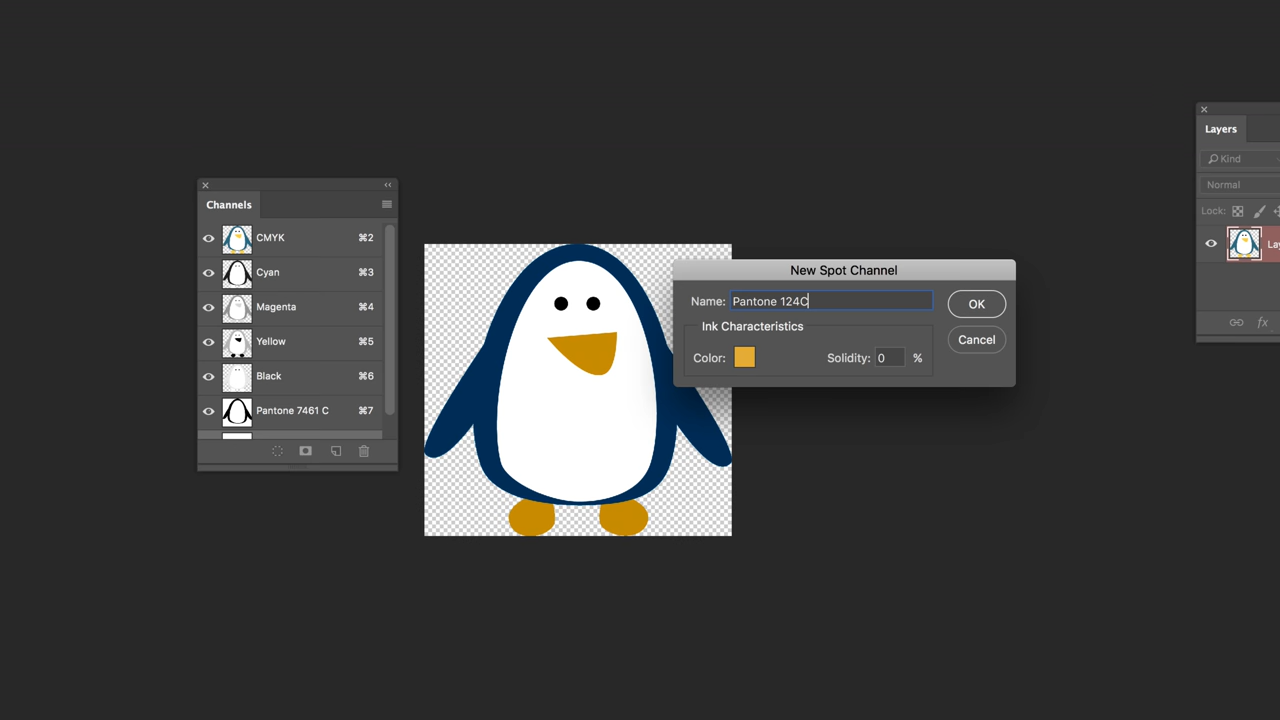 Channels
CMYK ⌘2
Cyan ⌘3
Magenta ⌘4
Yellow ⌘5
Black ⌘6
Pantone 7461 C ⌘7
New Spot Channel
Name: Pantone 124C
OK
Ink Characteristics
Cancel
Color:
Solidity: 0 %
Layers
Kind
Normal
Lock:
Lay
fx